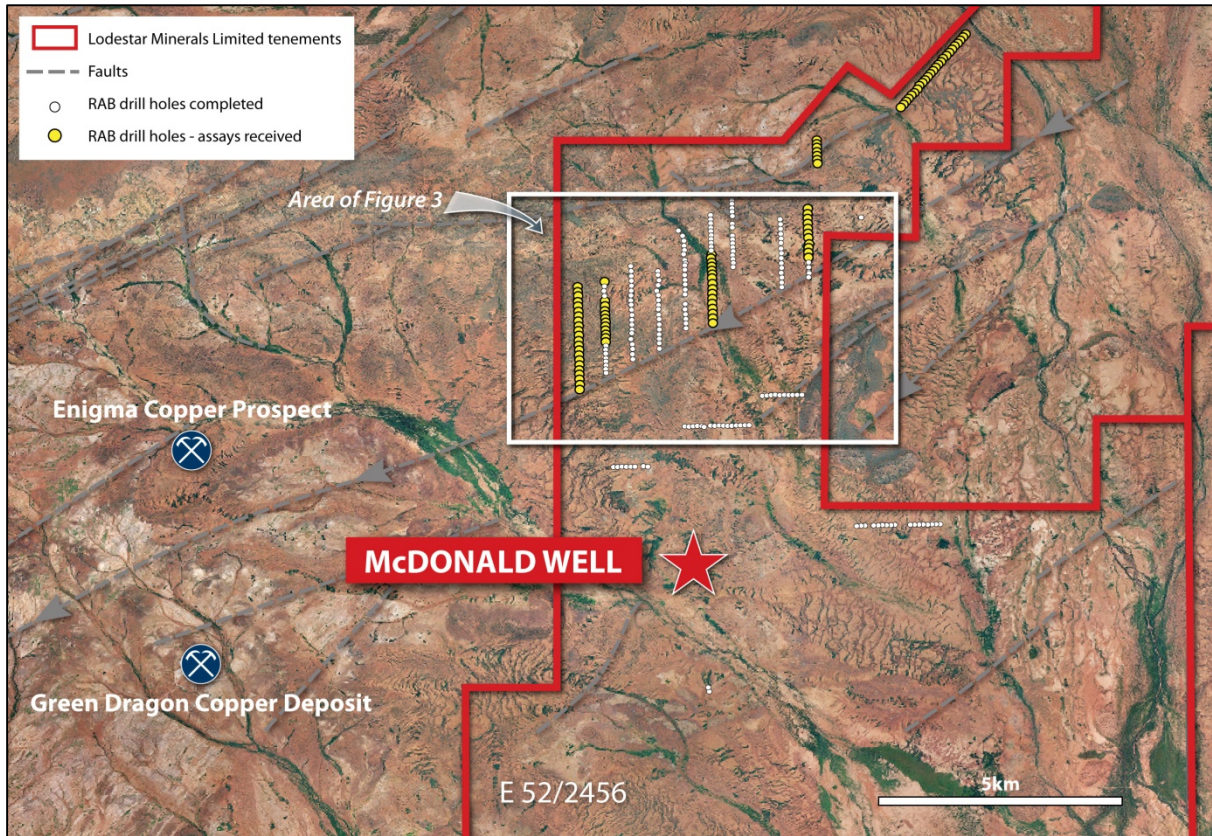 Lodestar Minerals Limited tenements
Faults
RAB drill holes completed
RAB drill holes - assays received
Area of Figure 3
Enigma Copper Prospect
McDONALD WELL
Green Dragon Copper Deposit
E 52/2456
5km